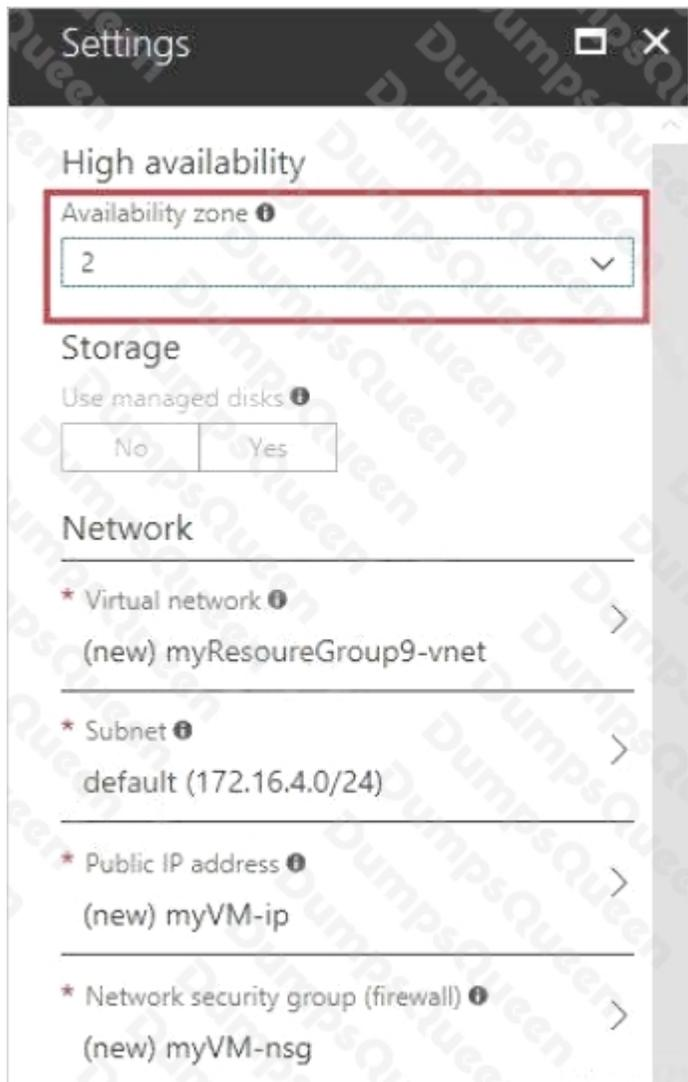 Settings
High availability
Availability zone
2
Storage
Use managed disks
No Yes
Network
* Virtual network
(new) myResoureGroup9-vnet
* Subnet
default (172.16.4.0/24)
* Public IP address
(new) myVM-ip
* Network security group (firewall)
(new) myVM-nsg
DumpsQueen